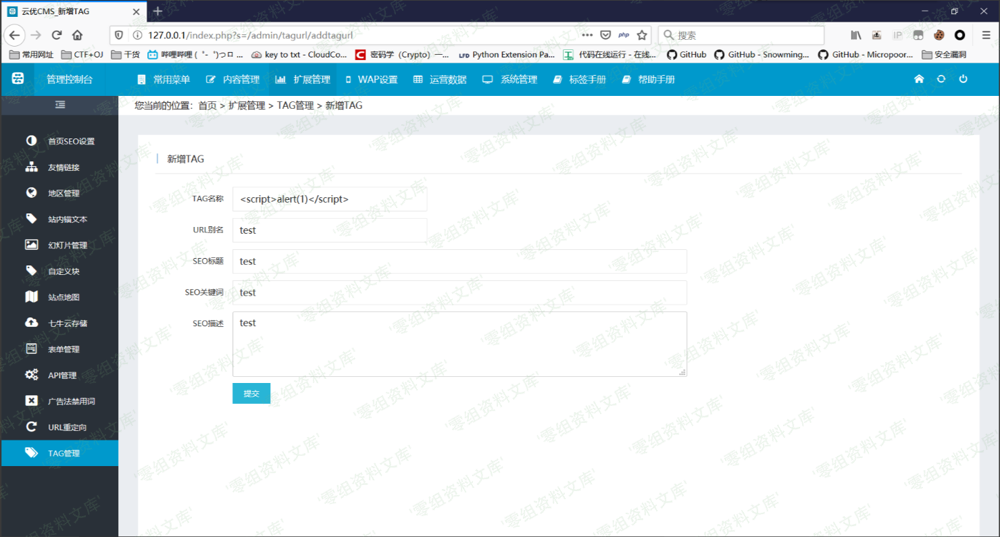 云优CMS_新增TAG
127.0.0.1/index.php?s=/admin/tagurl/addtagurl
php
搜索
IP
常用网址
CTF+OJ
干货
哔哩哔哩 ( ゜- ゜)つロ ...
key to txt - CloudCo...
密码学（Crypto）一...
LFD Python Extension Pa...
代码在线运行 - 在线...
GitHub
GitHub - Snowming...
GitHub - Micropoor...
安全漏洞
管理控制台
常用菜单
内容管理
扩展管理
WAP设置
运营数据
系统管理
标签手册
帮助手册
您当前的位置：首页 > 扩展管理 > TAG管理 > 新增TAG
首页SEO设置
友情链接
地区管理
站内锚文本
幻灯片管理
自定义块
站点地图
七牛云存储
表单管理
API管理
广告法禁用词
URL重定向
TAG管理
新增TAG
TAG名称
<script>alert(1)</script>
URL别名
test
SEO标题
test
SEO关键词
test
SEO描述
test
提交
'零组资料文库'